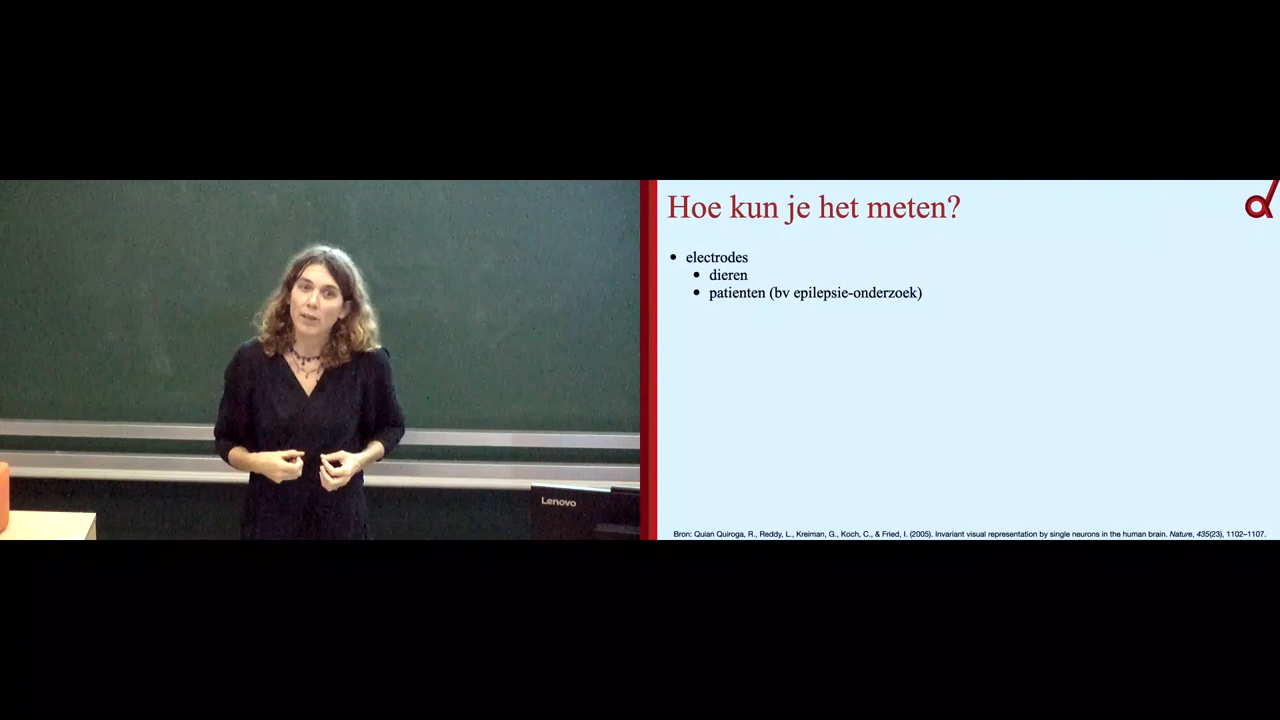 Hoe kun je het meten?
electrodes
dieren
patienten (bv epilepsie-onderzoek)
Lenovo
Bron: Quian Quiroga, R., Reddy, L., Kreiman, G., Koch, C., & Fried, I. (2005). Invariant visual representation by single neurons in the human brain. Nature, 435(23), 1102–1107.